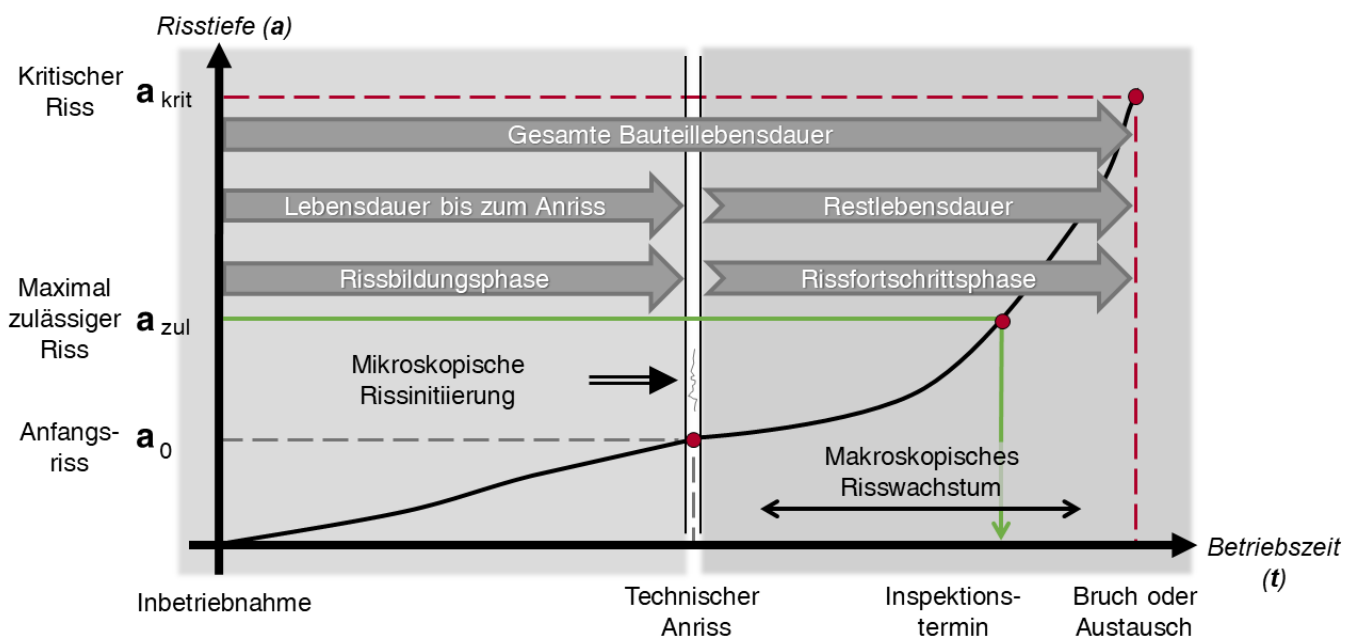 Risstiefe (a)
Kritischer
Riss
a krit
Gesamte Bauteillebensdauer
Lebensdauer bis zum Anriss
Restlebensdauer
Rissbildungsphase
Rissfortschrittsphase
Maximal
zulässiger
Riss
a zul
Mikroskopische
Rissinitiierung
Anfangs-
riss
a 0
Makroskopisches
Risswachstum
Betriebszeit
(t)
Inbetriebnahme
Technischer
Anriss
Inspektions-
termin
Bruch oder
Austausch